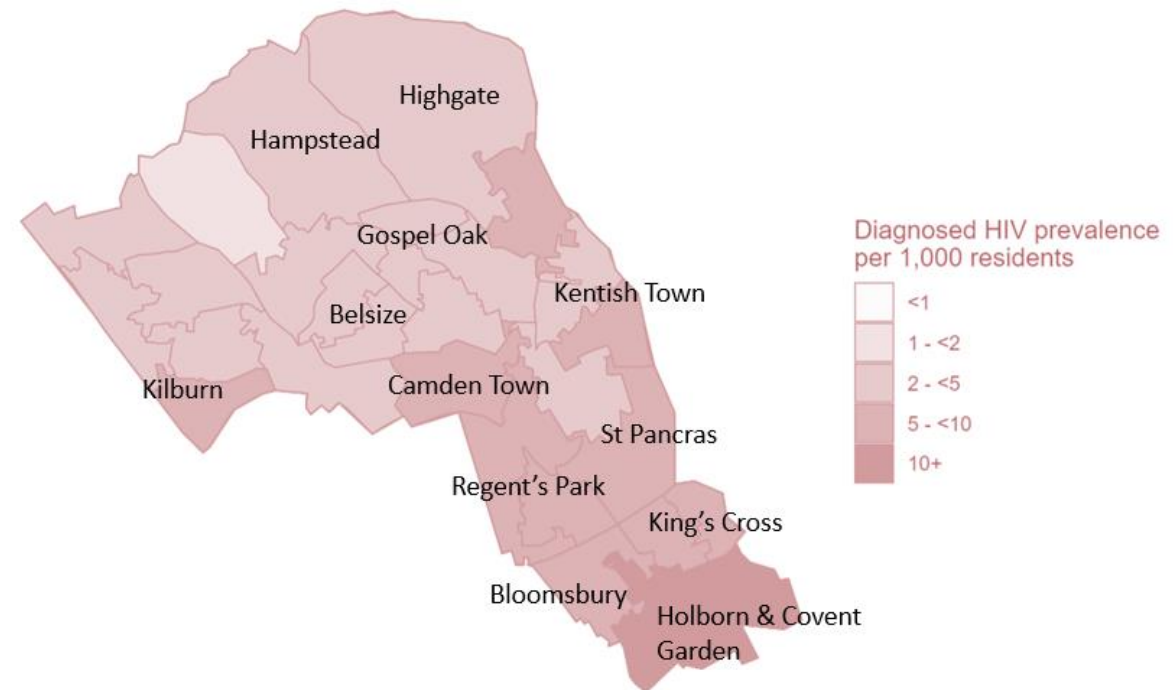 Highgate
Hampstead
Gospel Oak
Diagnosed HIV prevalence
per 1,000 residents
<1
1 - <2
2 - <5
5 - <10
10+
Kentish Town
Belsize
Kilburn
Camden Town
St Pancras
Regent's Park
King's Cross
Bloomsbury
Holborn & Covent
Garden